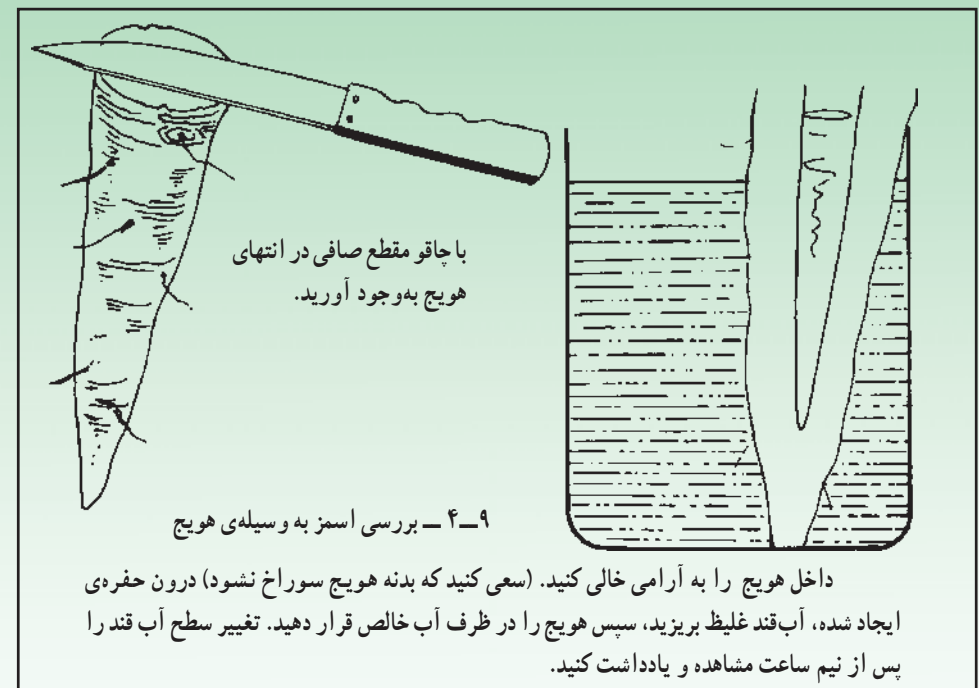 با چاقو مقطع صافی در انتهای
هویج به‌وجود آورید.
۹ــ۴ ــ بررسی اسمز به وسیله‌ی هویج
داخل هویج را به آرامی خالی کنید. (سعی کنید که بدنه هویج سوراخ نشود) درون حفره‌ی
ایجاد شده، آب‌قند غلیظ بریزید، سپس هویج را در ظرف آب خالص قرار دهید. تغییر سطح آب قند را
پس از نیم ساعت مشاهده و یادداشت کنید.